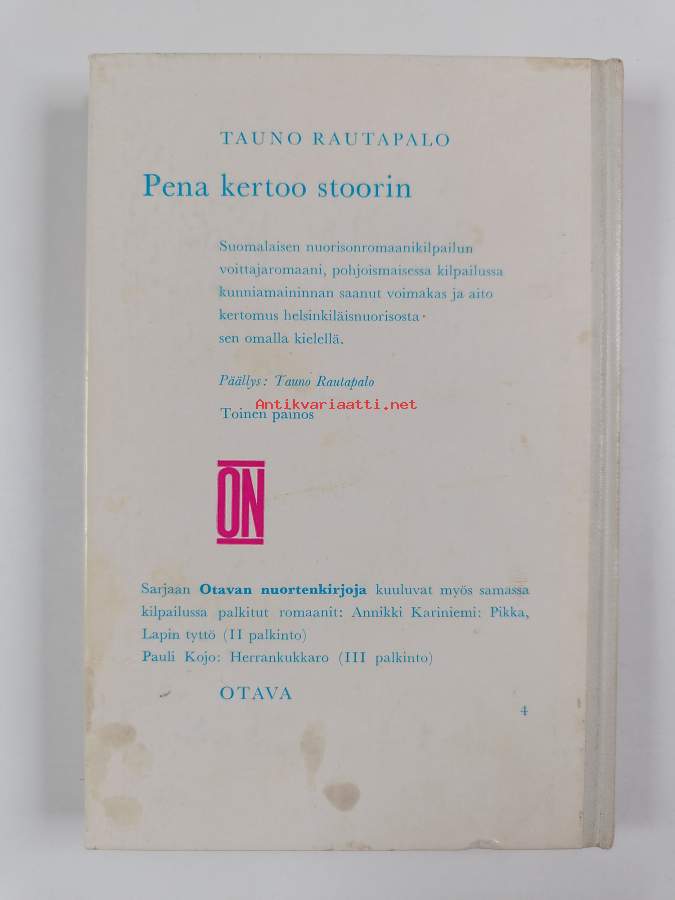 TAUNO RAUTAPALO
Pena kertoo stoorin
Suomalaisen nuorisonromaanikilpailun
voittajaromaani, pohjoismaisessa kilpailussa
kunniamaininnan saanut voimakas ja aito
kertomus helsinkiläisnuorisosta
sen omalla kielellä.
Päällys: Tauno Rautapalo
Antikvariaatti.net
Toinen painos
ON
Sarjaan Otavan nuortenkirjoja kuuluvat myös samassa
kilpailussa palkitut romaanit: Annikki Kariniemi: Pikka,
Lapin tyttö (II palkinto)
Pauli Kojo: Herrankukkaro (III palkinto)
OTAVA
4